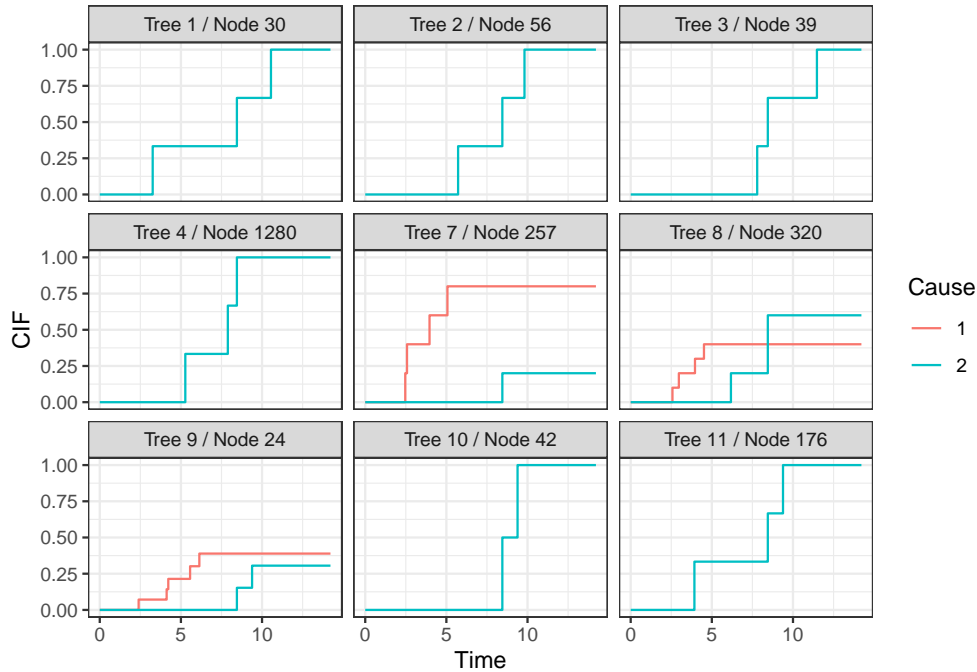 Tree 1 / Node 30
Tree 2 / Node 56
Tree 3 / Node 39
1.00
0.75
0.50
0.25
0.00
Tree 4 / Node 1280
Tree 7 / Node 257
Tree 8 / Node 320
1.00
0.75
0.50
0.25
0.00
Tree 9 / Node 24
Tree 10 / Node 42
Tree 11 / Node 176
1.00
0.75
0.50
0.25
0.00
0 5 10
0 5 10
0 5 10
Time
CIF
Cause
1
2